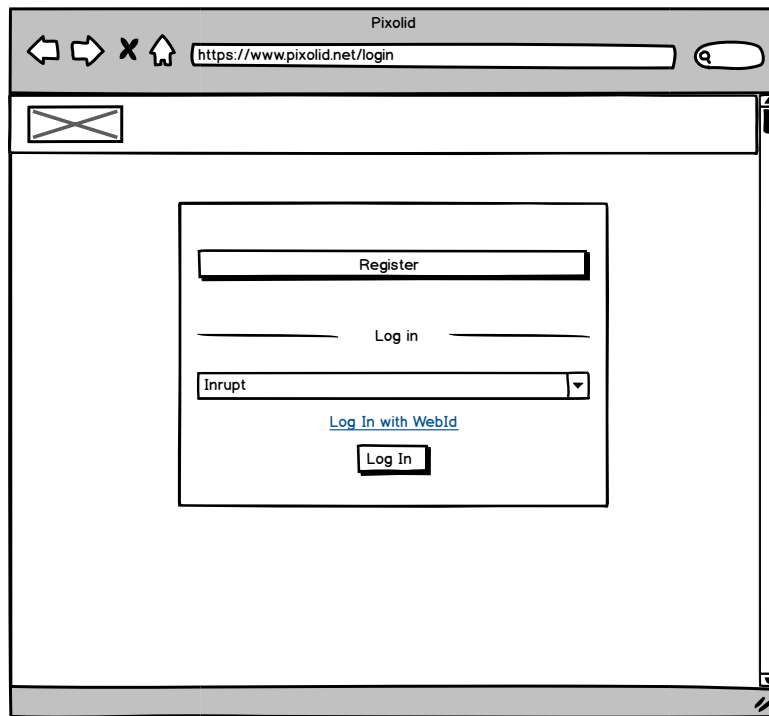 Pixolid
https://www.pixolid.net/login
Register
Log in
Inrupt
Log In with WebId
Log In